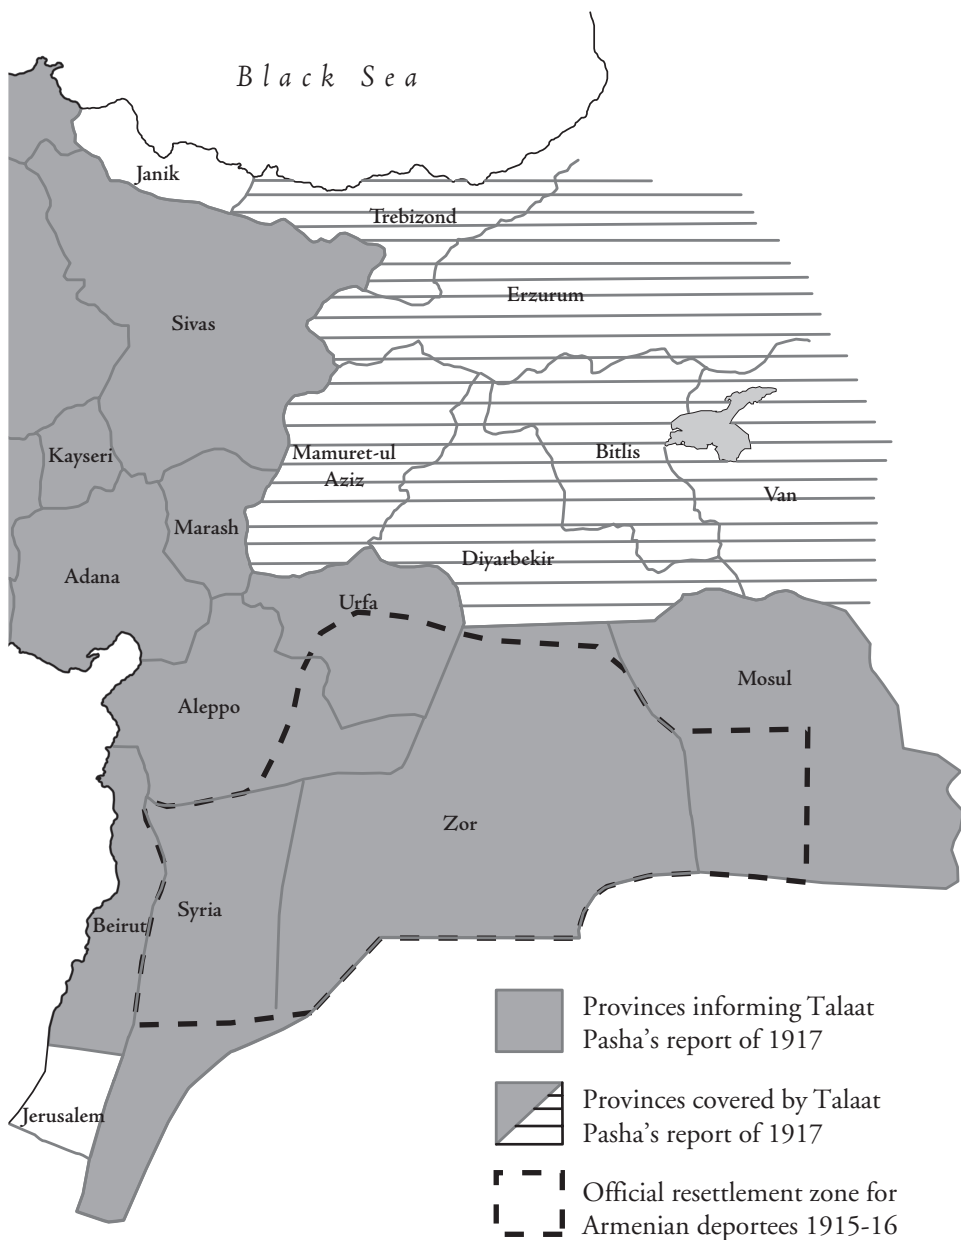 Black Sea
Janik
Trebizond
Erzurum
Sivas
Kayseri
Mamuret-ul
Aziz
Bitlis
Van
Marash
Diyarbekir
Adana
Urfa
Aleppo
Mosul
Zor
Syria
Beirut
Jerusalem
Provinces informing Talaat
Pasha's report of 1917
Provinces covered by Talaat
Pasha's report of 1917
Official resettlement zone for
Armenian deportees 1915-16